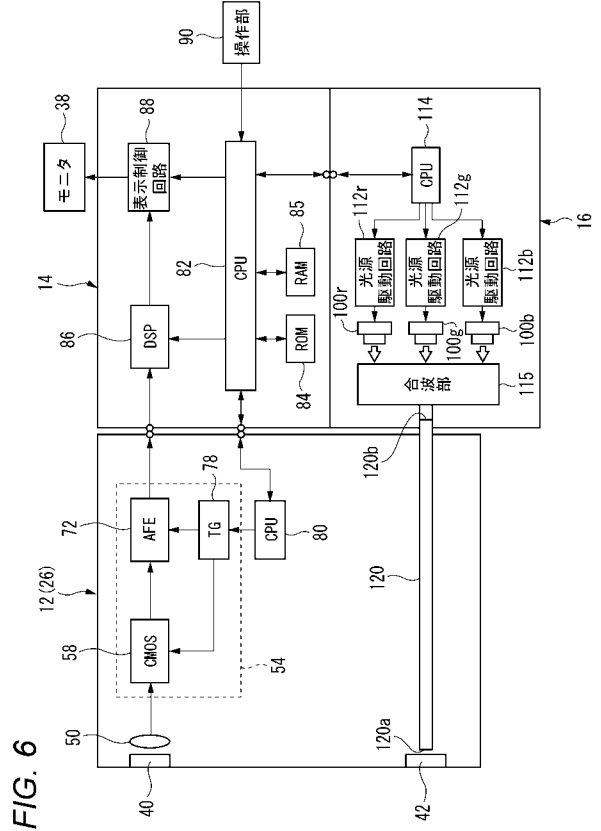 FIG. 6
12(26)
14
38
モニタ
88
表示制御
回路
86
DSP
72
AFE
58
CMOS
50
40
78
TG
54
CPU
80
82
CPU
ROM
84
RAM
85
90
操作部
114
CPU
112r
光源
駆動回路
112g
光源
駆動回路
112b
光源
駆動回路
100r
100g
100b
合波部
115
16
120b
120
120a
42